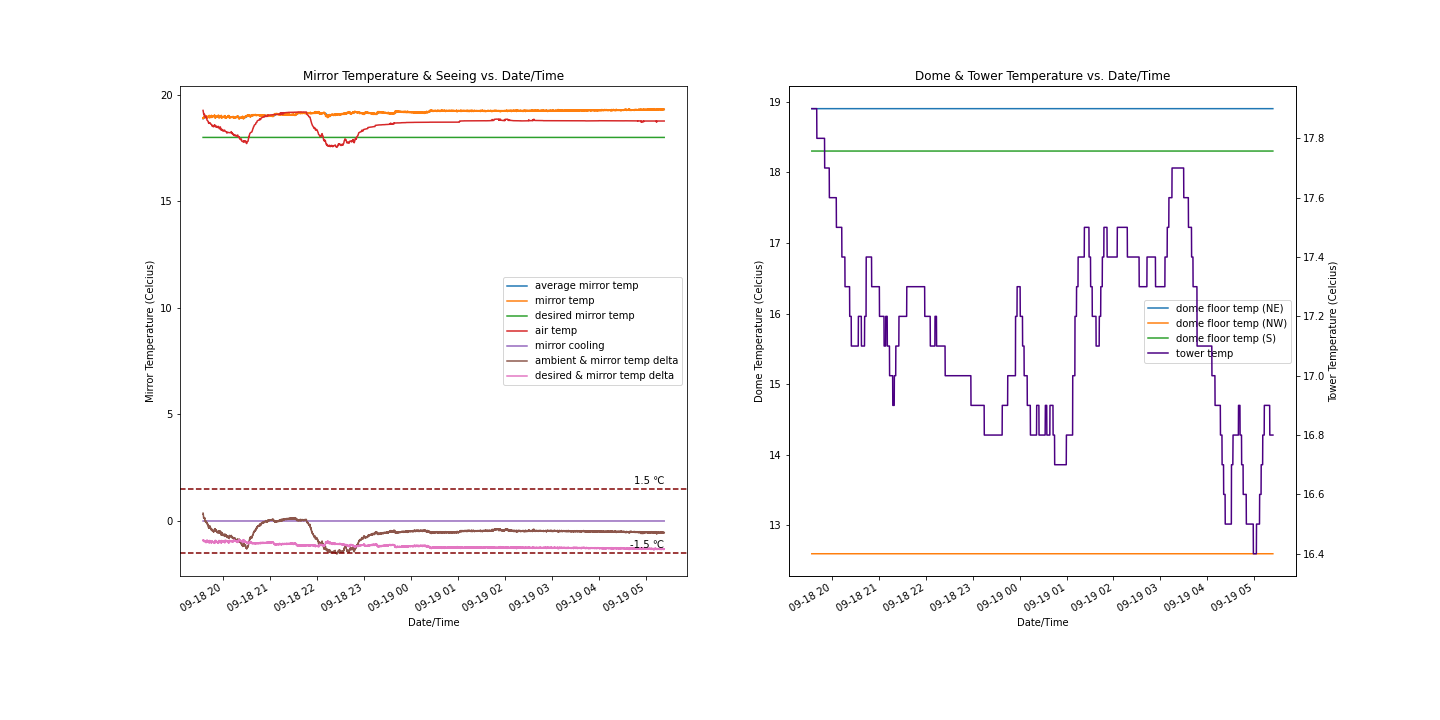 Mirror Temperature & Seeing vs. Date/Time
Mirror Temperature (Celcius)
20
15
10
5
0
average mirror temp
mirror temp
desired mirror temp
air temp
mirror cooling
ambient & mirror temp delta
desired & mirror temp delta
1.5 °C
-1.5 °C
09-18 20
09-18 21
09-18 22
09-18 23
09-19 00
09-19 01
09-19 02
09-19 03
09-19 04
09-19 05
Date/Time
Dome & Tower Temperature vs. Date/Time
Dome Temperature (Celcius)
19
18
17
16
15
14
13
dome floor temp (NE)
dome floor temp (NW)
dome floor temp (S)
tower temp
17.8
17.6
17.4
17.2
17.0
16.8
16.6
16.4
Tower Temperature (Celcius)
09-18 20
09-18 21
09-18 22
09-18 23
09-19 00
09-19 01
09-19 02
09-19 03
09-19 04
09-19 05
Date/Time